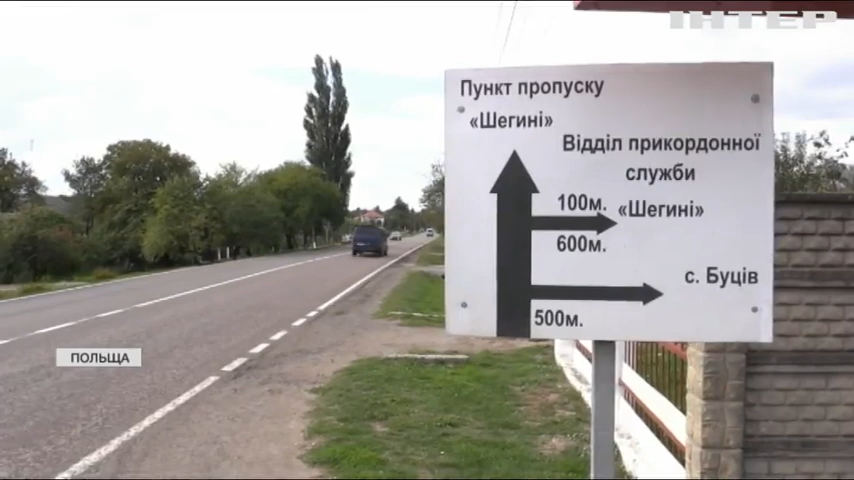 ІНТЕР
Пункт пропуску
«Шегині»
Відділ прикордонної
служби
100м.
«Шегині»
600м.
с. Буців
500м.
ПОЛЬЩА